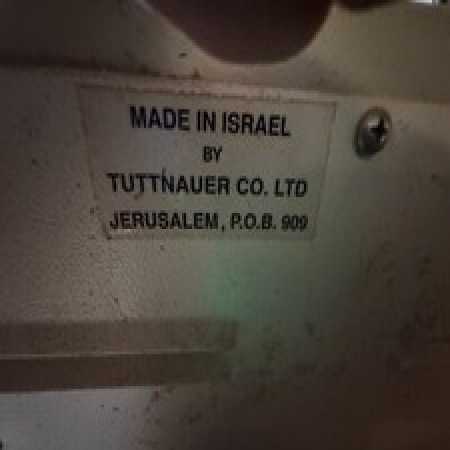 MADE IN ISRAEL
BY
TUTTNAUER CO. LTD
JERUSALEM, P.O.B. 909